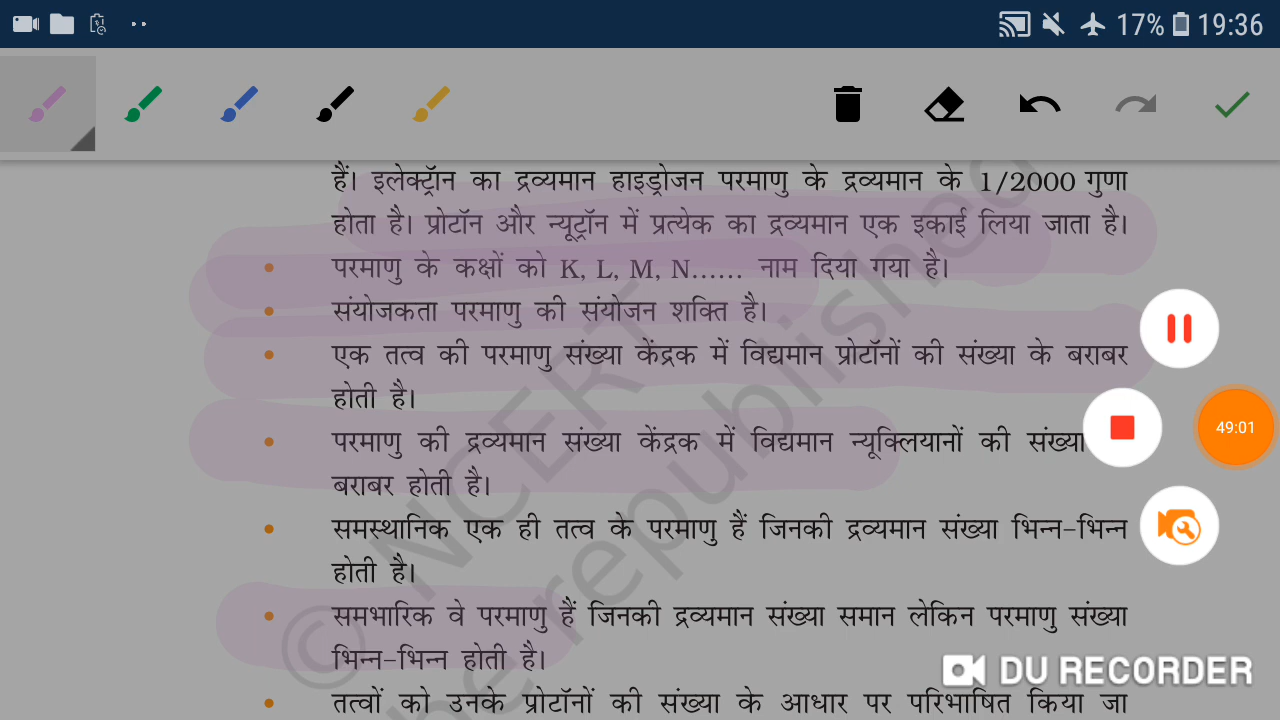 17% 19:36
हैं। इलेक्ट्रॉन का द्रव्यमान हाइड्रोजन परमाणु के द्रव्यमान के 1/2000 गुणा
होता है। प्रोटॉन और न्यूट्रॉन में प्रत्येक का द्रव्यमान एक इकाई लिया जाता है।
• परमाणु के कक्षों को K, L, M, N...... नाम दिया गया है।
• संयोजकता परमाणु की संयोजन शक्ति है।
• एक तत्व की परमाणु संख्या केंद्रक में विद्यमान प्रोटॉनों की संख्या के बराबर
होती है।
• परमाणु की द्रव्यमान संख्या केंद्रक में विद्यमान न्यूक्लियानों की संख्या
बराबर होती है।
• समस्थानिक एक ही तत्व के परमाणु हैं जिनकी द्रव्यमान संख्या भिन्न-भिन्न
होती है।
• समभारिक वे परमाणु हैं जिनकी द्रव्यमान संख्या समान लेकिन परमाणु संख्या
भिन्न-भिन्न होती है।
• तत्वों को उनके प्रोटॉनों की संख्या के आधार पर परिभाषित किया जा
49:01
DU RECORDER
© NCERT
be republished